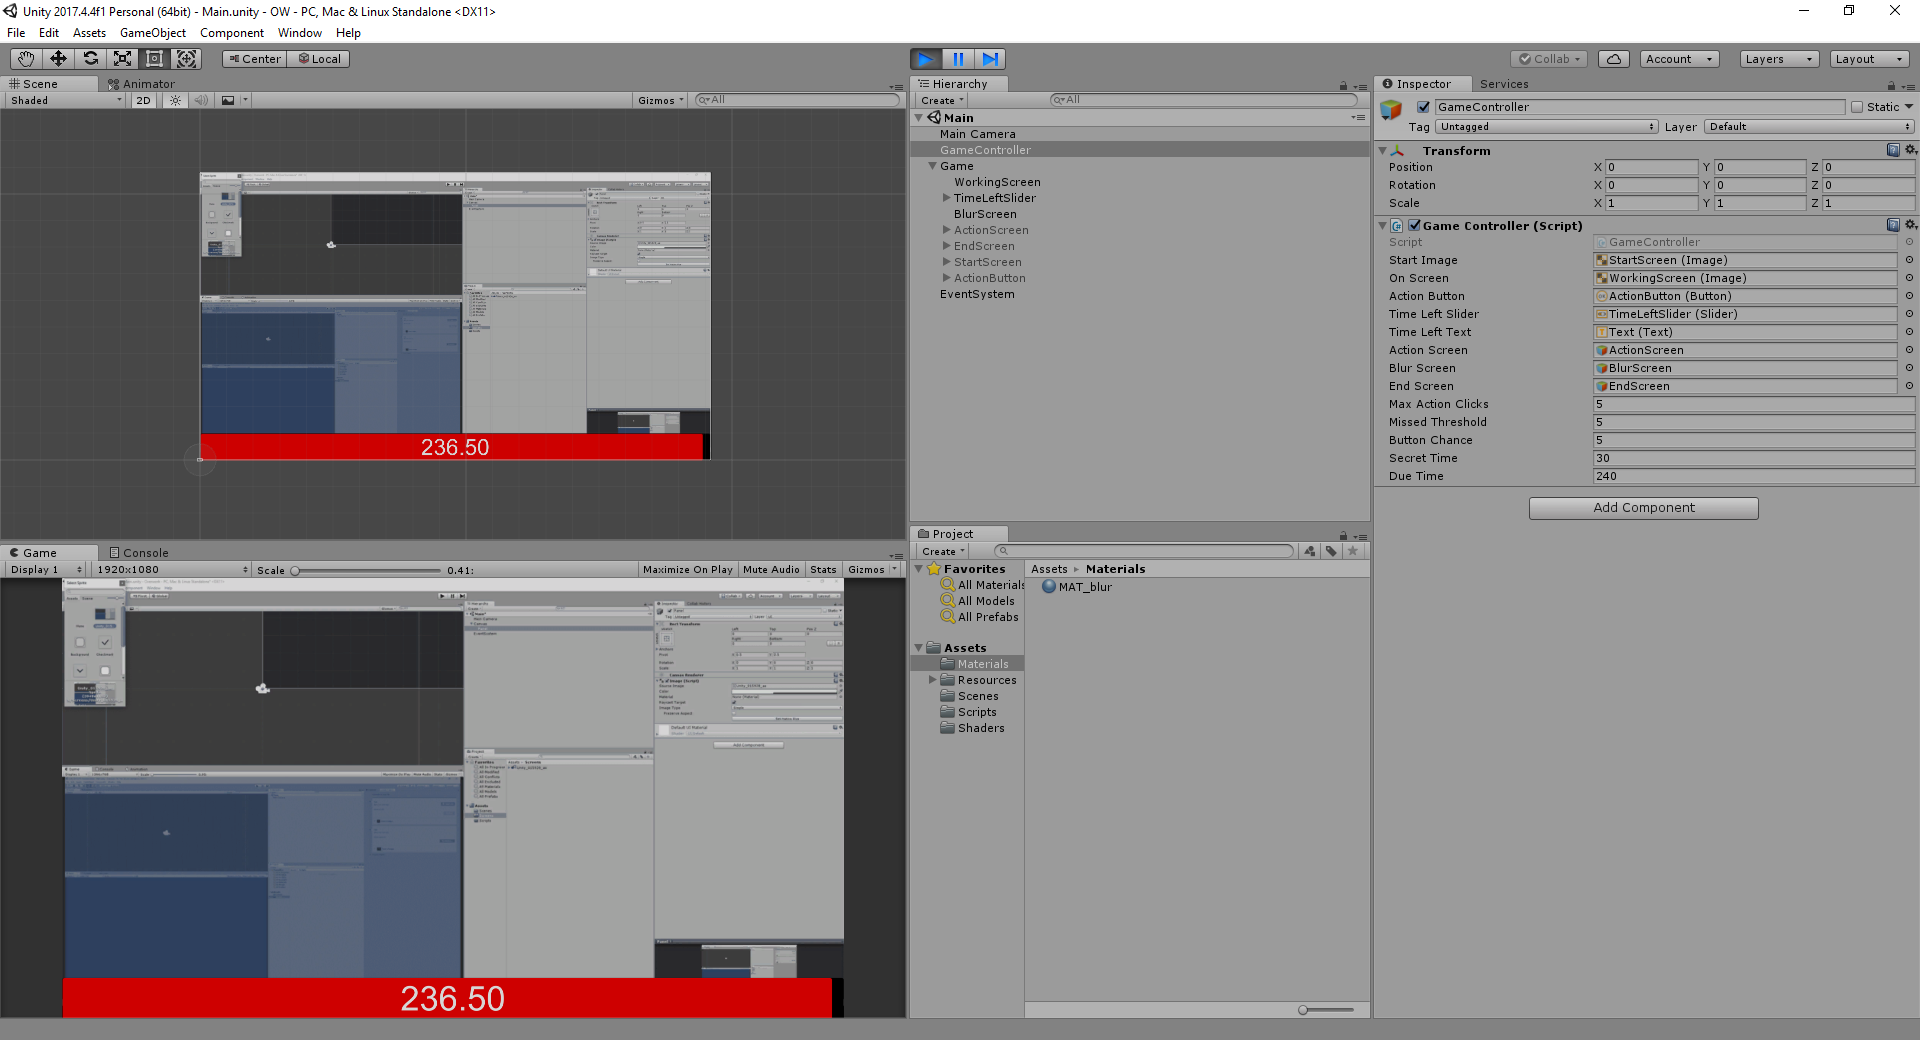 Unity 2017.4.4f1 Personal (64bit) - Main.unity - OW - PC, Mac & Linux Standalone <DX11>
File Edit Assets GameObject Component Window Help
Center Local
Collab Account Layers Layout
Scene Animator
Shaded 2D Gizmos All
236.50
Game Console
Display 1 1920x1080 Scale 0.41: Maximize On Play Mute Audio Stats Gizmos
236.50
Hierarchy
Create All
Main
Main Camera
GameController
Game
WorkingScreen
TimeLeftSlider
BlurScreen
ActionScreen
EndScreen
StartScreen
ActionButton
EventSystem
Project
Create
Favorites
All Materials
All Models
All Prefabs
Assets
Materials
Resources
Scenes
Scripts
Shaders
Assets Materials
MAT_blur
Inspector Services
GameController Static
Tag Untagged Layer Default
Transform
Position X 0 Y 0 Z 0
Rotation X 0 Y 0 Z 0
Scale X 1 Y 1 Z 1
Game Controller (Script)
Script GameController
Start Image StartScreen (Image)
On Screen WorkingScreen (Image)
Action Button ActionButton (Button)
Time Left Slider TimeLeftSlider (Slider)
Time Left Text Text (Text)
Action Screen ActionScreen
Blur Screen BlurScreen
End Screen EndScreen
Max Action Clicks 5
Missed Threshold 5
Button Chance 5
Secret Time 30
Due Time 240
Add Component